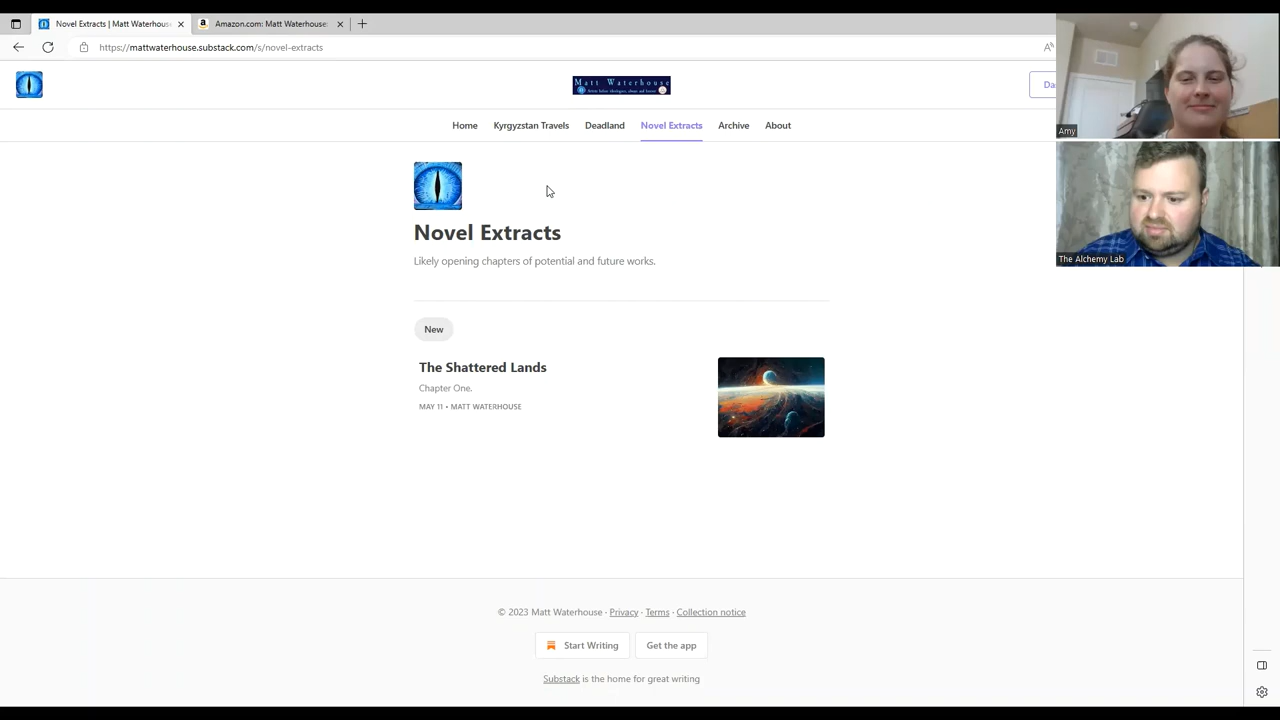 Novel Extracts | Matt Waterhouse
Amazon.com: Matt Waterhouse:
https://mattwaterhouse.substack.com/s/novel-extracts
Matt Waterhouse
Das
Home
Kyrgyzstan Travels
Deadland
Novel Extracts
Archive
About
Amy
The Alchemy Lab
Novel Extracts
Likely opening chapters of potential and future works.
New
The Shattered Lands
Chapter One.
MAY 11 • MATT WATERHOUSE
© 2023 Matt Waterhouse · Privacy · Terms · Collection notice
Start Writing
Get the app
Substack is the home for great writing